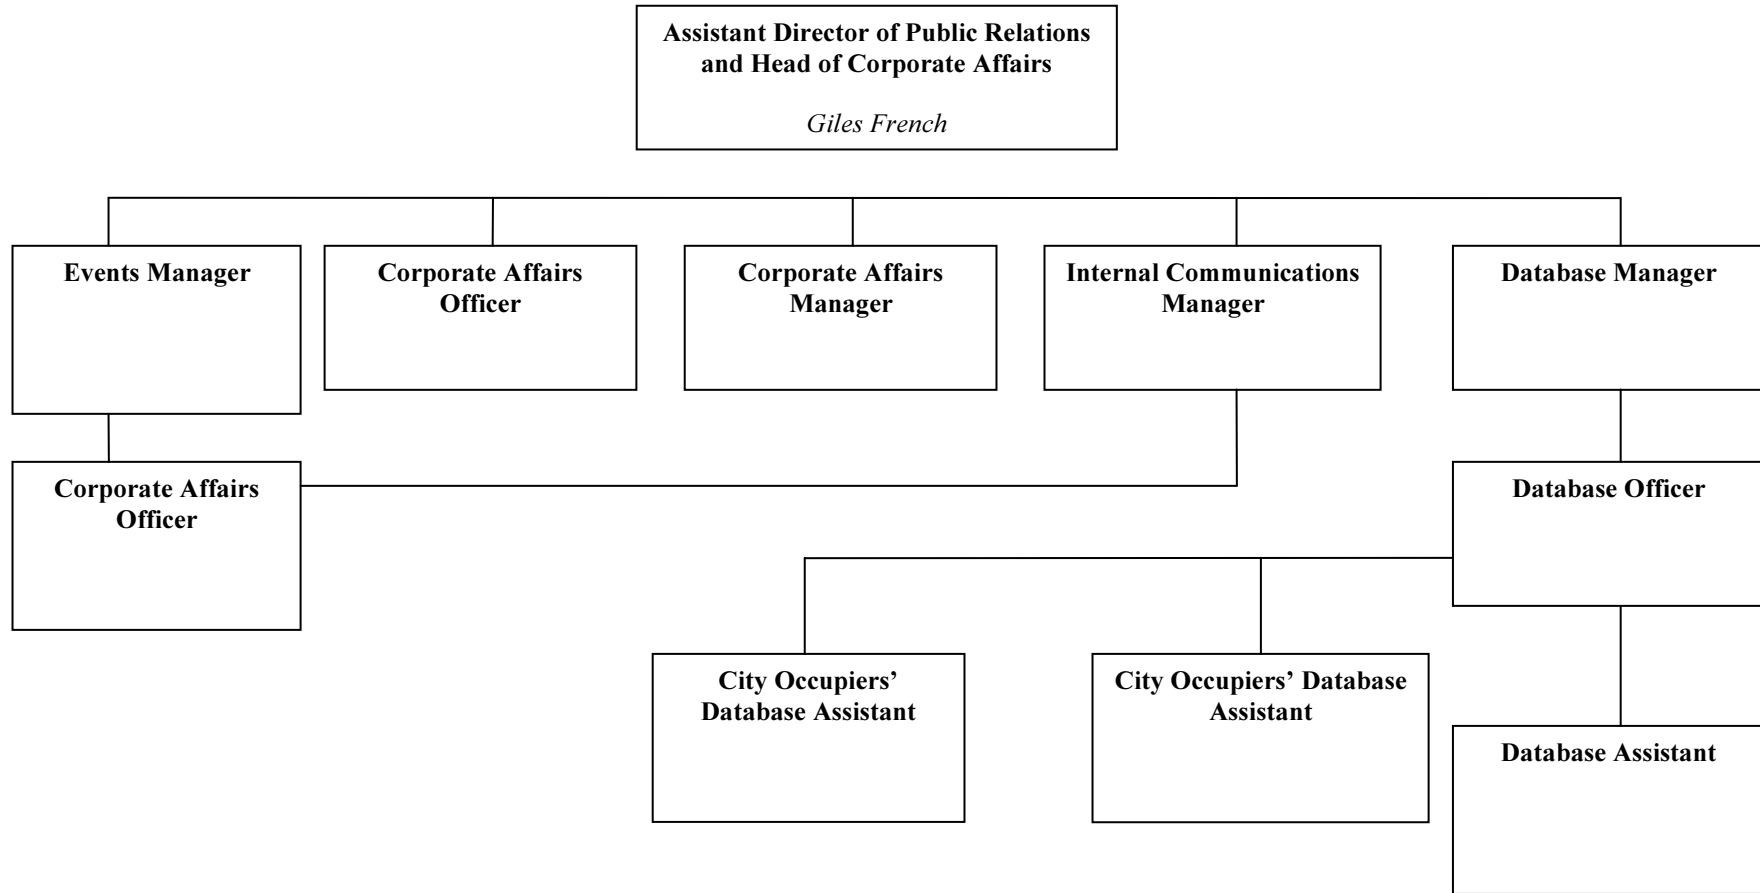 Assistant Director of Public Relations
and Head of Corporate Affairs
Giles French
Events Manager
Corporate Affairs
Officer
Corporate Affairs
Manager
Internal Communications
Manager
Database Manager
Corporate Affairs
Officer
Database Officer
City Occupiers’
Database Assistant
City Occupiers’ Database
Assistant
Database Assistant